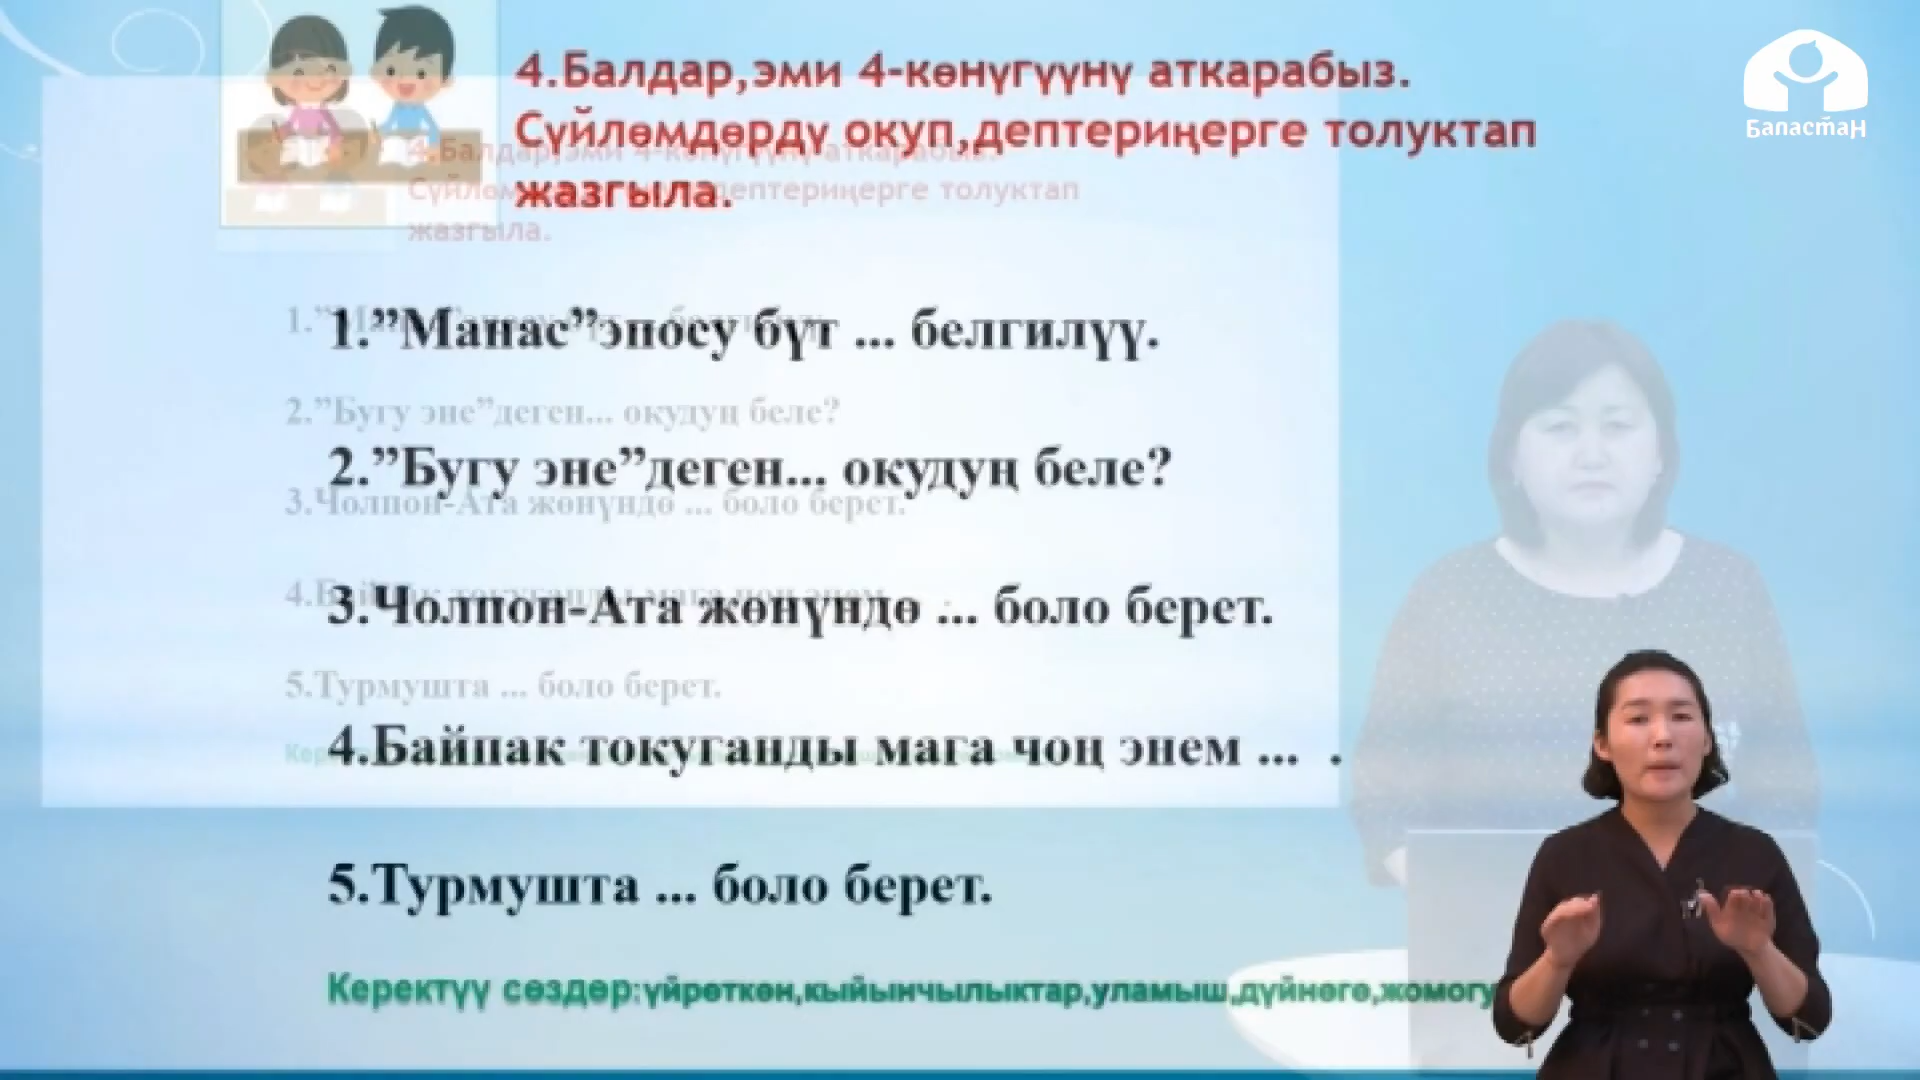 4.Балдар,эми 4-көнүгүүнү аткарабыз.
Сүйлөмдөрдү окуп,дептериңерге толуктап
жазгыла.
1.”Манас”эпосу бүт ... белгилүү.
2.”Бугу эне”деген... окудуң беле?
3.Чолпон-Ата жөнүндө ... боло берет.
4.Байпак токуганды мага чоң энем ... .
5.Турмушта ... боло берет.
Керектүү сөздөр:үйрөткөн,кыйынчылыктар,уламыш,дүйнөгө,жомогу
Баластан